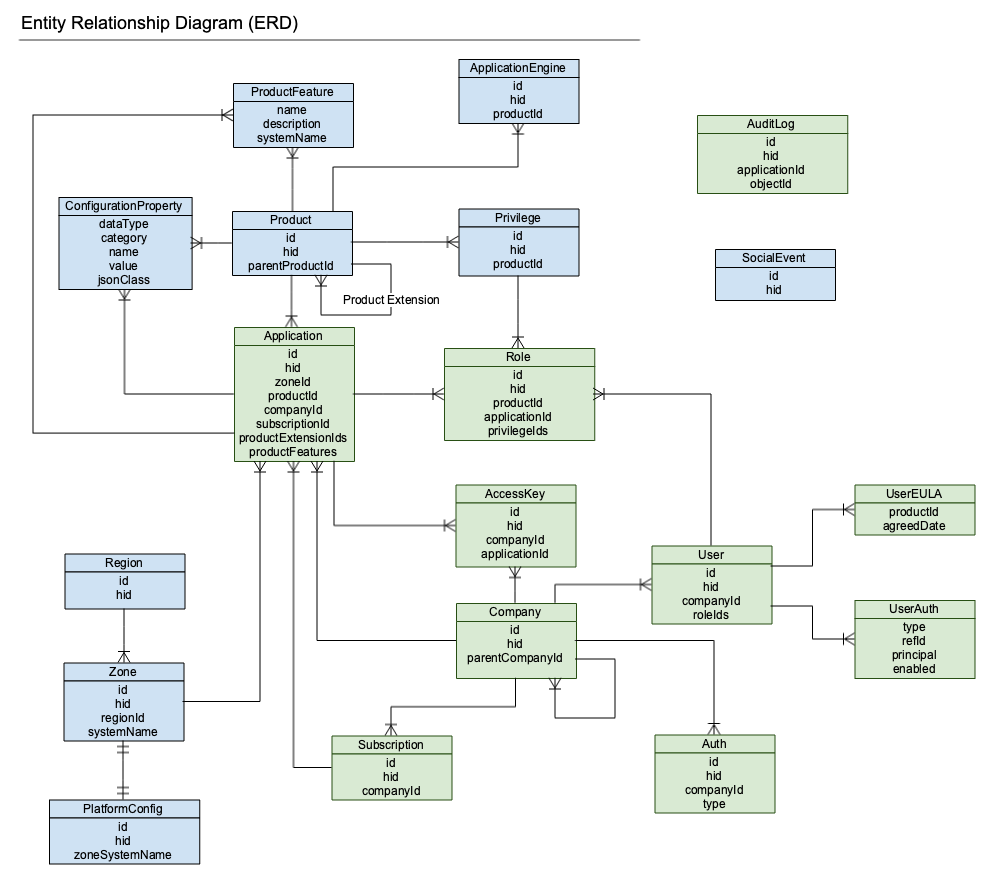 Entity Relationship Diagram (ERD)
ApplicationEngine
id
hid
productId
ProductFeature
name
description
systemName
AuditLog
id
hid
applicationId
objectId
ConfigurationProperty
dataType
category
name
value
jsonClass
Product
id
hid
parentProductId
Privilege
id
hid
productId
SocialEvent
id
hid
Product Extension
Application
id
hid
zoneId
productId
companyId
subscriptionId
productExtensionIds
productFeatures
Role
id
hid
productId
applicationId
privilegeIds
AccessKey
id
hid
companyId
applicationId
UserEULA
productId
agreedDate
User
id
hid
companyId
roleIds
Region
id
hid
Company
id
hid
parentCompanyId
UserAuth
type
refId
principal
enabled
Zone
id
hid
regionId
systemName
Subscription
id
hid
companyId
Auth
id
hid
companyId
type
PlatformConfig
id
hid
zoneSystemName